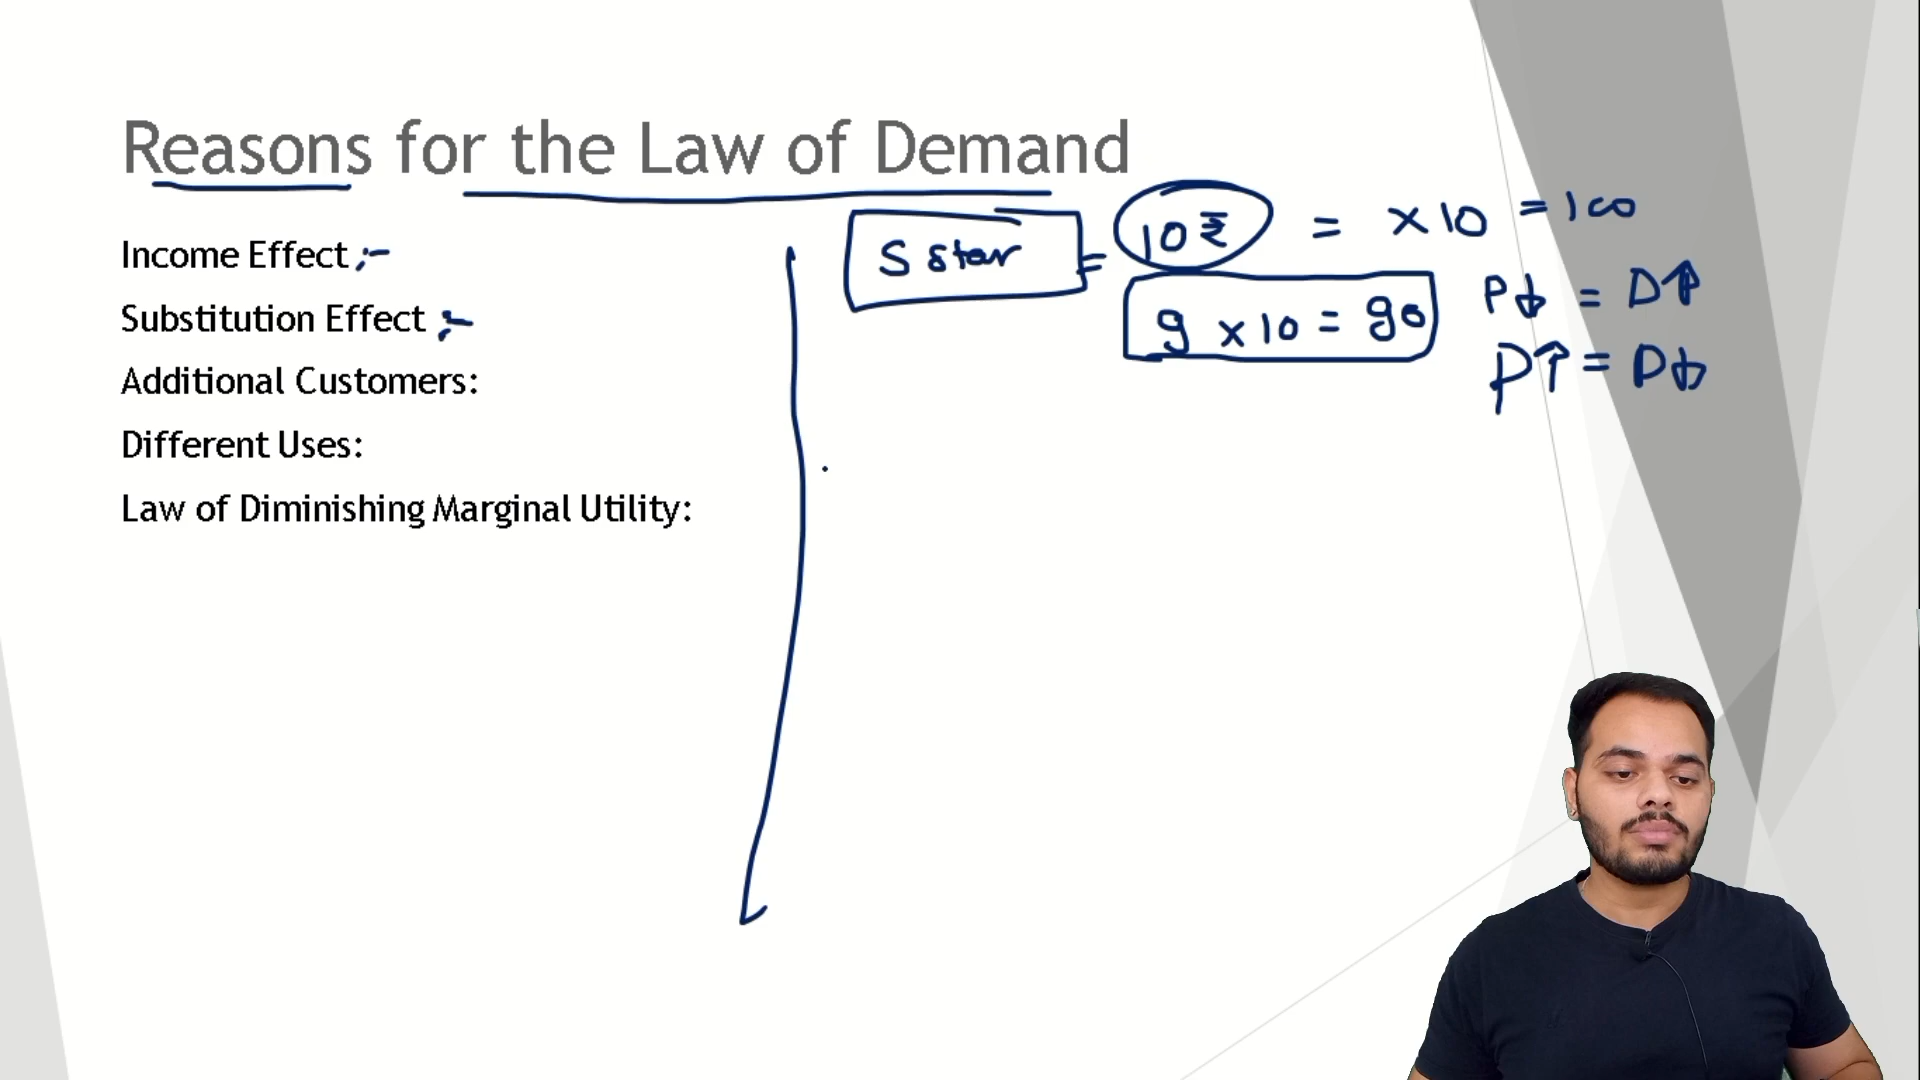 Reasons for the Law of Demand
Income Effect :-
Substitution Effect :-
Additional Customers:
Different Uses:
Law of Diminishing Marginal Utility:
5 star = 10 ₹ = x 10 = 100
9 x 10 = 90
P↓ = D↑
P↑ = D↓